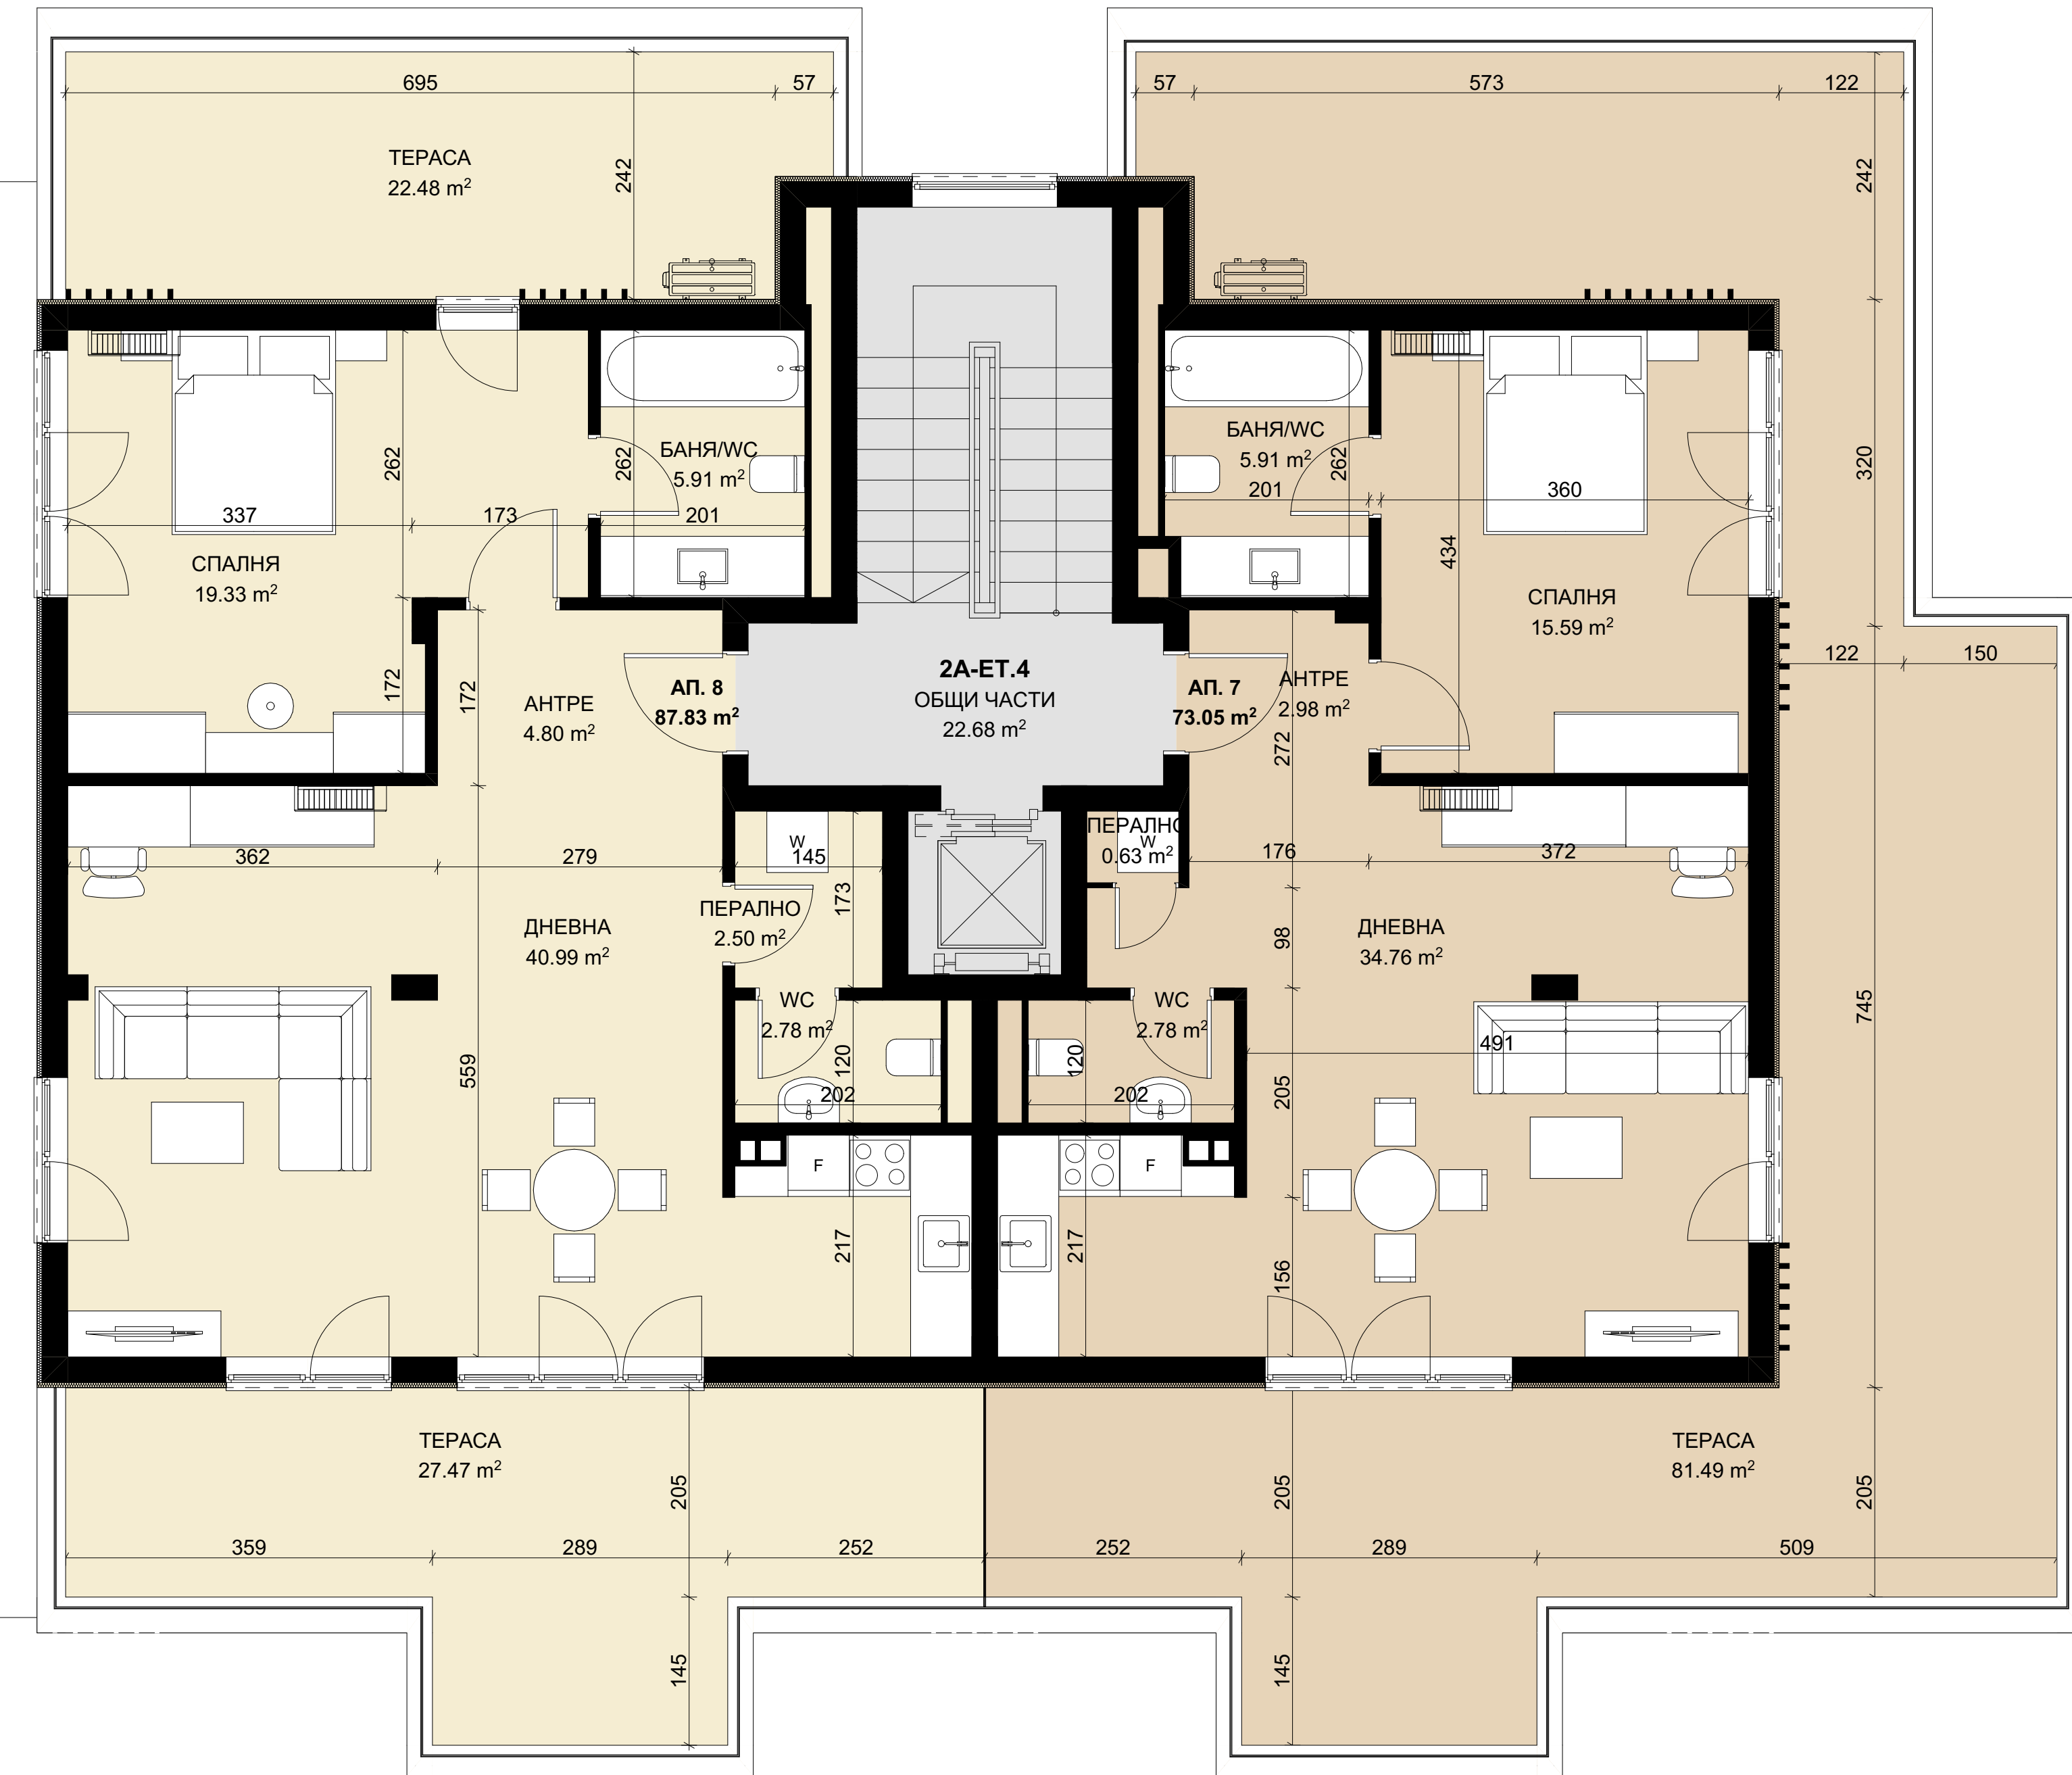 695
57
57
573
122
ТЕРАСА
22.48 m²
242
242
БАНЯ/WC
5.91 m²
262
262
337
173
201
СПАЛНЯ
19.33 m²
БАНЯ/WC
5.91 m²
262
201
360
434
320
СПАЛНЯ
15.59 m²
172
172
АНТРЕ
4.80 m²
АП. 8
87.83 m²
2А-ЕТ.4
ОБЩИ ЧАСТИ
22.68 m²
АП. 7
73.05 m²
АНТРЕ
2.98 m²
272
122
150
W
ПЕРАЛНО
W
0.63 m²
362
279
145
176
372
173
ПЕРАЛНО
2.50 m²
ДНЕВНА
40.99 m²
98
ДНЕВНА
34.76 m²
WC
2.78 m²
WC
2.78 m²
745
559
120
202
120
202
491
205
F
F
217
217
156
ТЕРАСА
27.47 m²
ТЕРАСА
81.49 m²
205
205
205
359
289
252
252
289
509
145
145